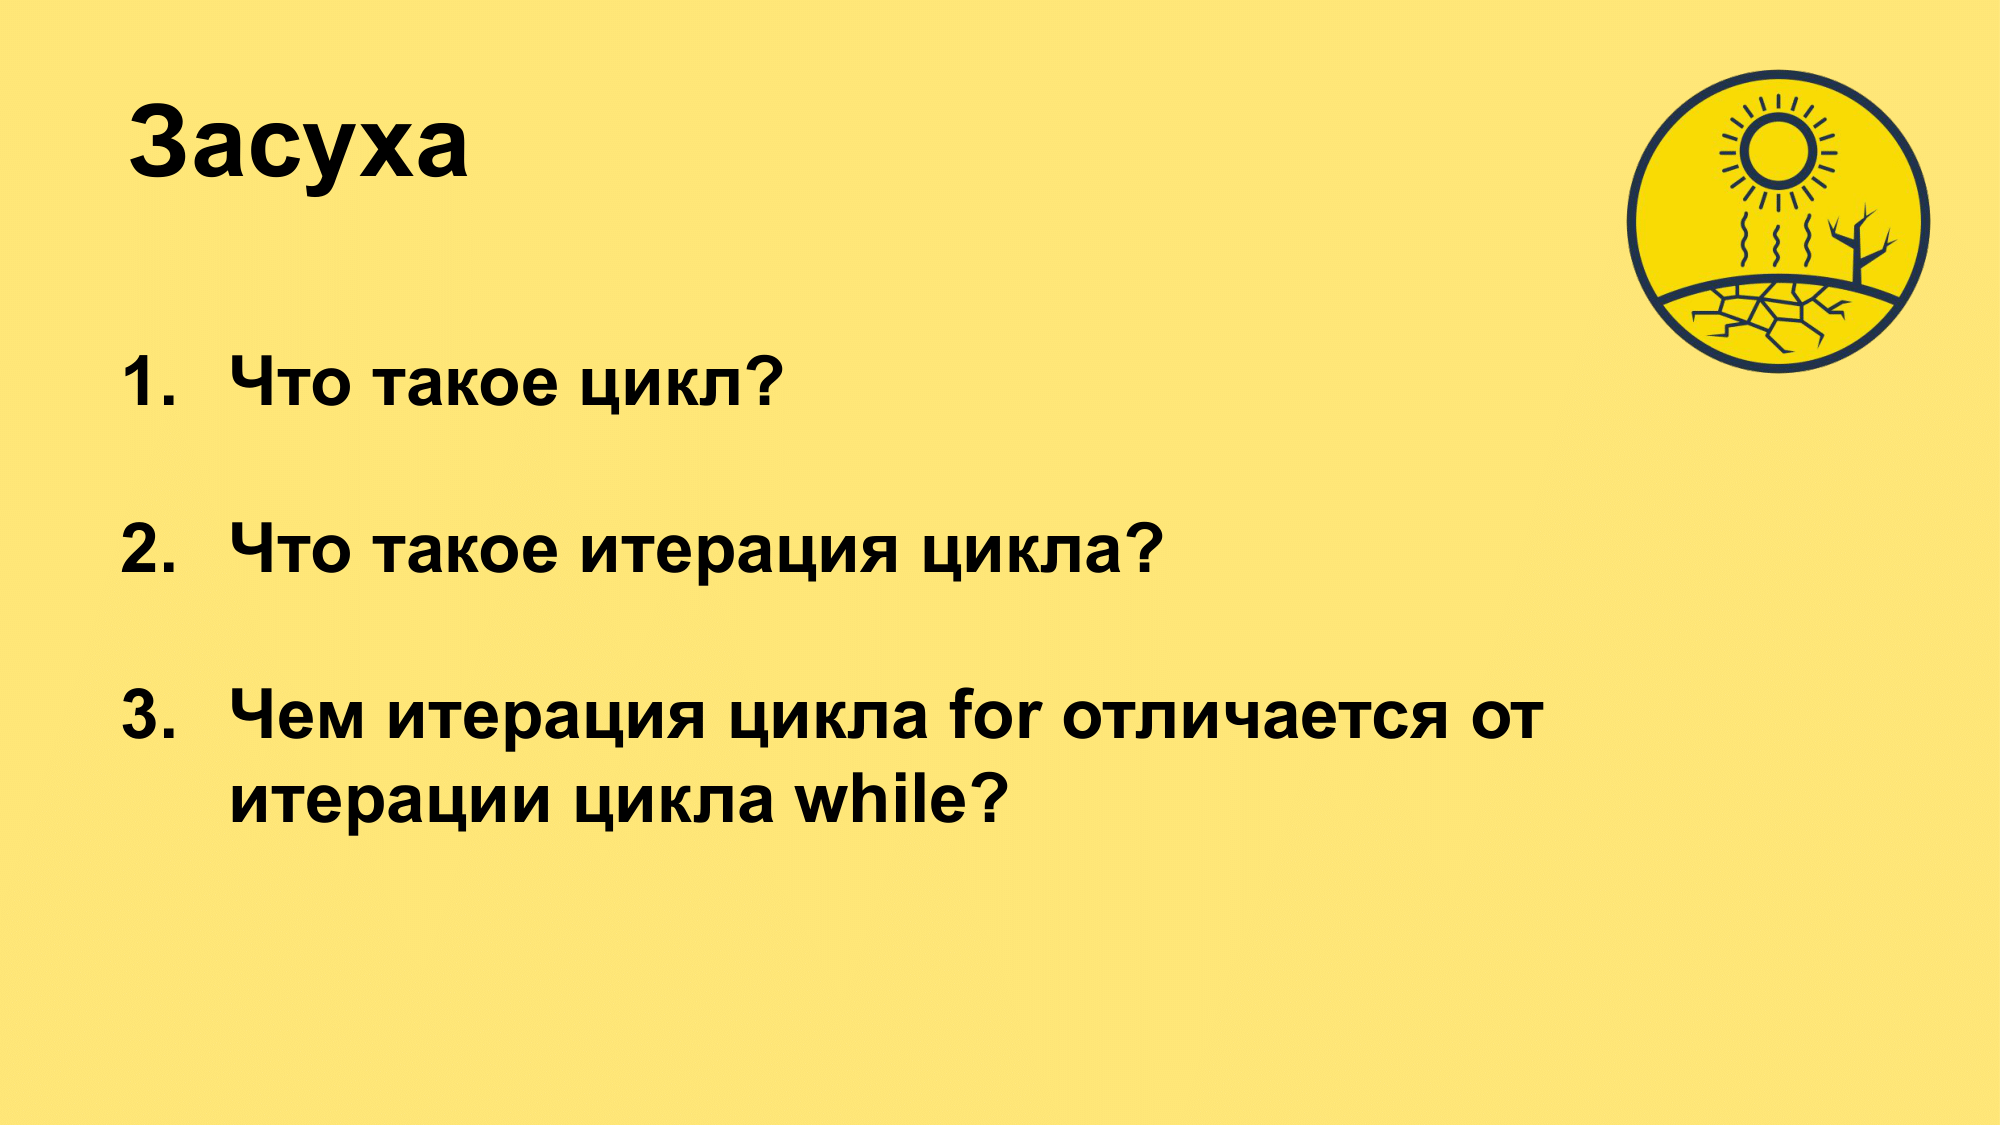 Засуха
1. Что такое цикл?
2. Что такое итерация цикла?
3. Чем итерация цикла for отличается от
итерации цикла while?